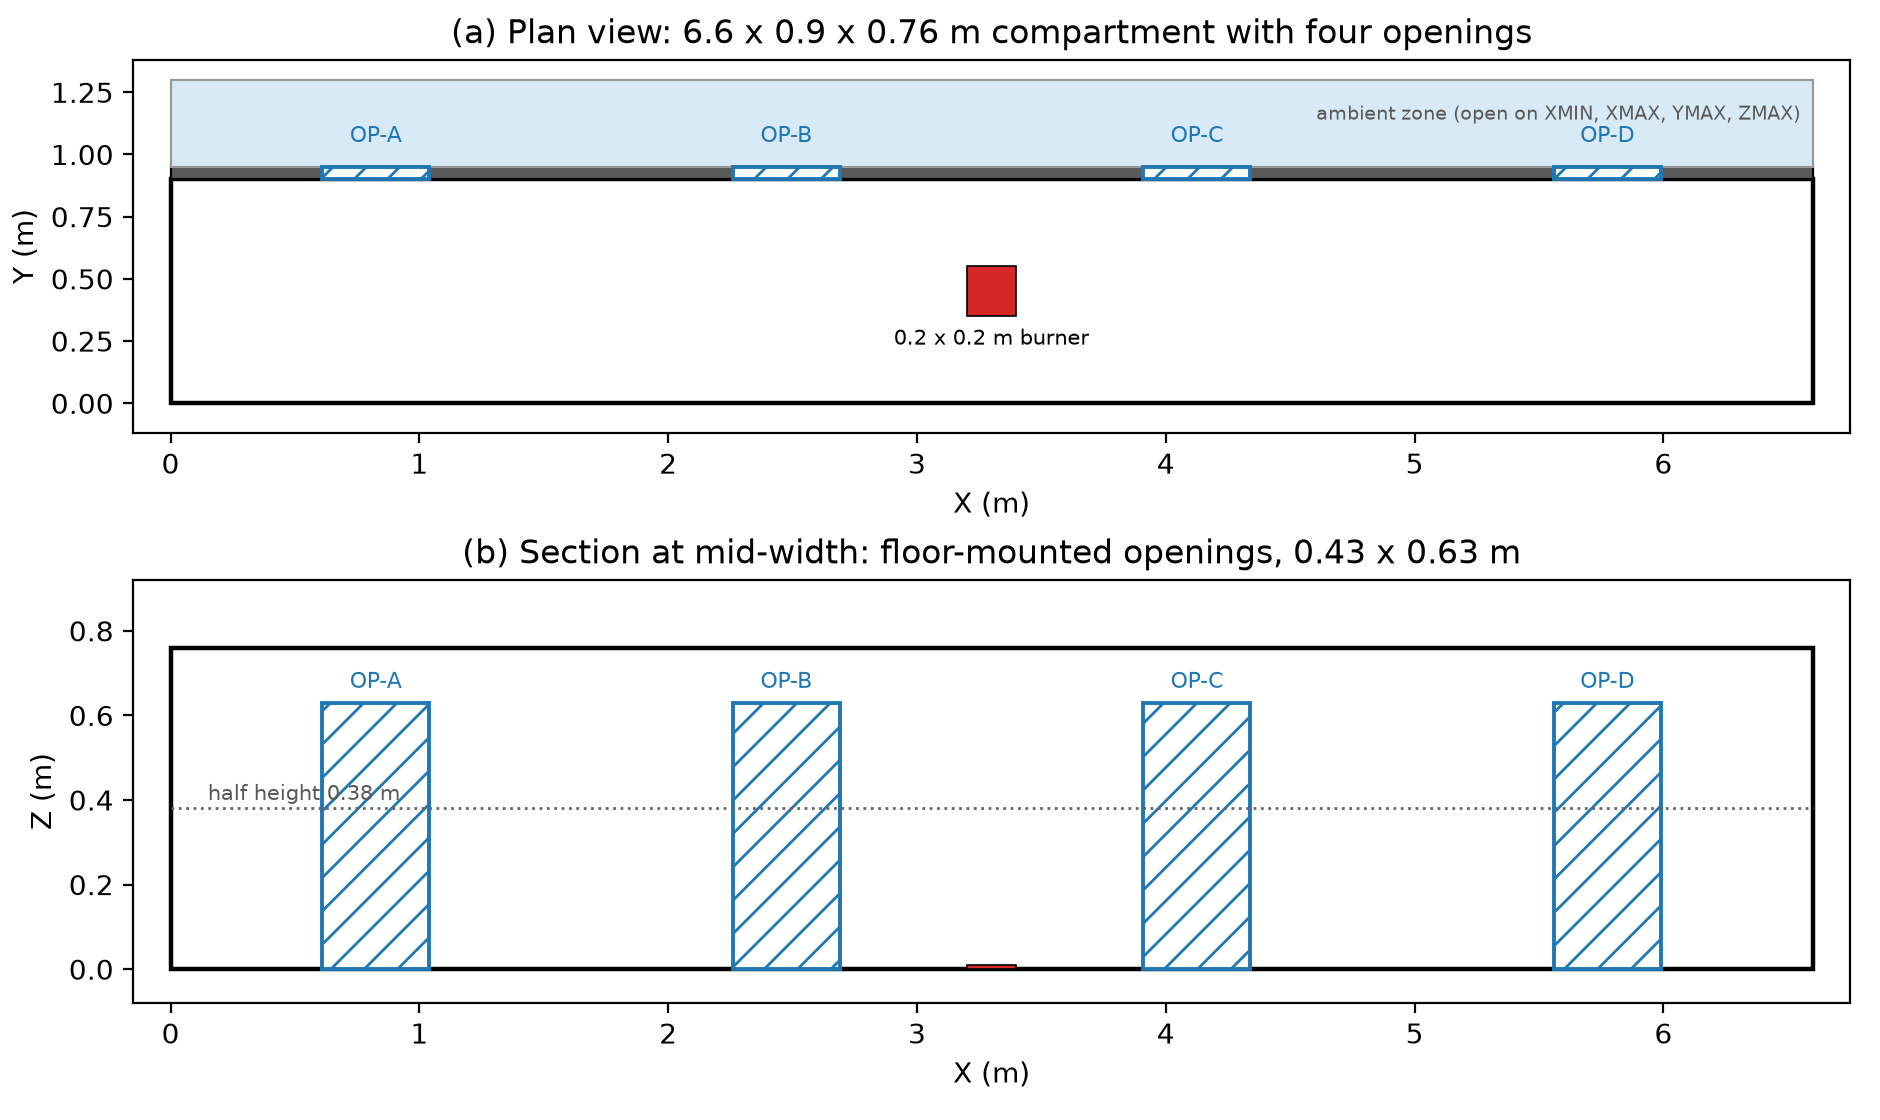 (a) Plan view: 6.6 x 0.9 x 0.76 m compartment with four openings
1.25
1.00
0.75
0.50
0.25
0.00
Y (m)
ambient zone (open on XMIN, XMAX, YMAX, ZMAX)
OP-A OP-B OP-C OP-D
0.2 x 0.2 m burner
0 1 2 3 4 5 6
X (m)
(b) Section at mid-width: floor-mounted openings, 0.43 x 0.63 m
0.8
0.6
0.4
0.2
0.0
Z (m)
OP-A OP-B OP-C OP-D
half height 0.38 m
0 1 2 3 4 5 6
X (m)